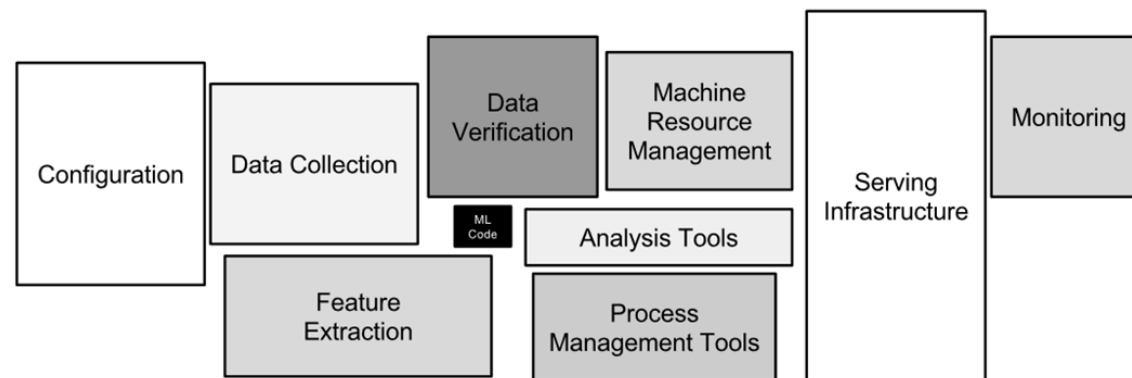 Configuration
Data Collection
Feature
Extraction
Data
Verification
ML
Code
Machine
Resource
Management
Analysis Tools
Process
Management Tools
Serving
Infrastructure
Monitoring